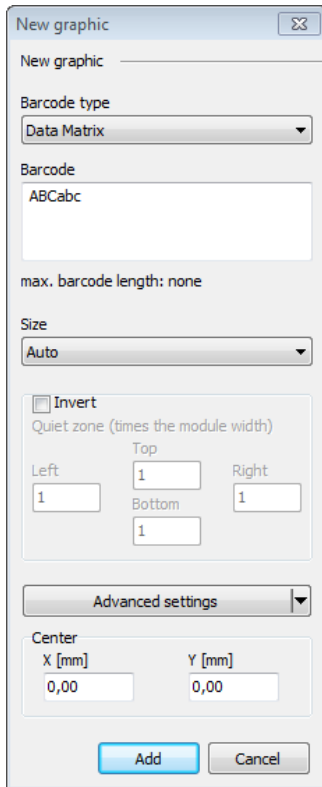 New graphic
New graphic
Barcode type
Data Matrix
Barcode
ABCabc
max. barcode length: none
Size
Auto
Invert
Quiet zone (times the module width)
Top
Left
1
Right
1
Bottom
1
1
Advanced settings
Center
X [mm]
Y [mm]
0,00
0,00
Add
Cancel